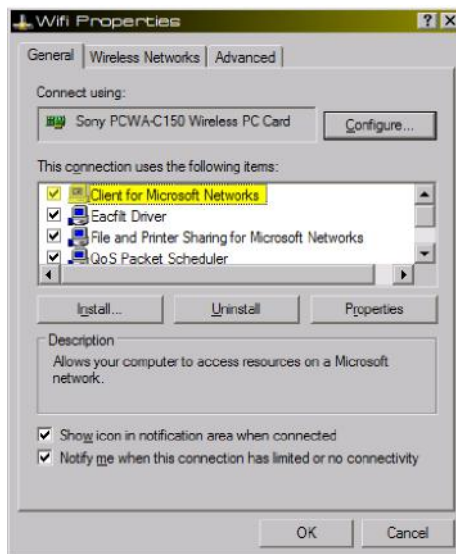 Wifi Properties
General Wireless Networks Advanced
Connect using:
Sony PCWA-C150 Wireless PC Card Configure...
This connection uses the following items:
Client for Microsoft Networks
Eacfilt Driver
File and Printer Sharing for Microsoft Networks
QoS Packet Scheduler
Install... Uninstall Properties
Description
Allows your computer to access resources on a Microsoft
network.
Show icon in notification area when connected
Notify me when this connection has limited or no connectivity
OK Cancel